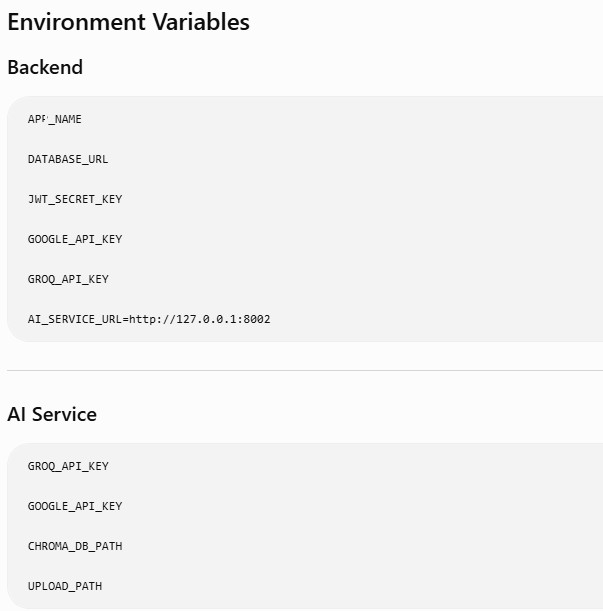 Environment Variables
Backend
APP_NAME
DATABASE_URL
JWT_SECRET_KEY
GOOGLE_API_KEY
GROQ_API_KEY
AI_SERVICE_URL=http://127.0.0.1:8002
AI Service
GROQ_API_KEY
GOOGLE_API_KEY
CHROMA_DB_PATH
UPLOAD_PATH